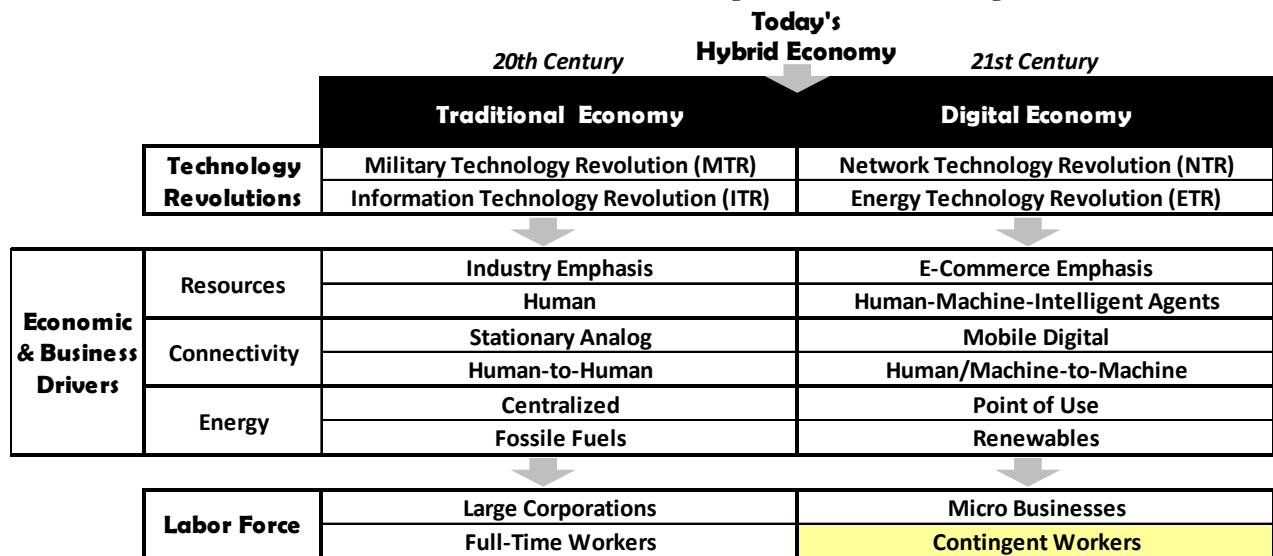 Today's
Hybrid Economy
20th Century
21st Century
Traditional Economy
Digital Economy
Technology Revolutions
Military Technology Revolution (MTR)
Network Technology Revolution (NTR)
Information Technology Revolution (ITR)
Energy Technology Revolution (ETR)
Economic
& Business
Drivers
Resources
Industry Emphasis
E-Commerce Emphasis
Human
Human-Machine-Intelligent Agents
Connectivity
Stationary Analog
Mobile Digital
Human-to-Human
Human/Machine-to-Machine
Energy
Centralized
Point of Use
Fossile Fuels
Renewables
Labor Force
Large Corporations
Micro Businesses
Full-Time Workers
Contingent Workers